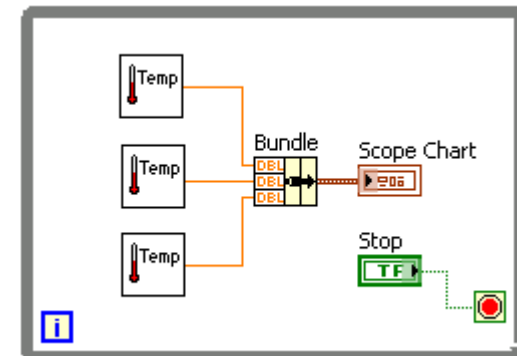 Temp
Bundle
DBL
DBL
DBL
Scope Chart
Temp
Stop
TF
Temp
i